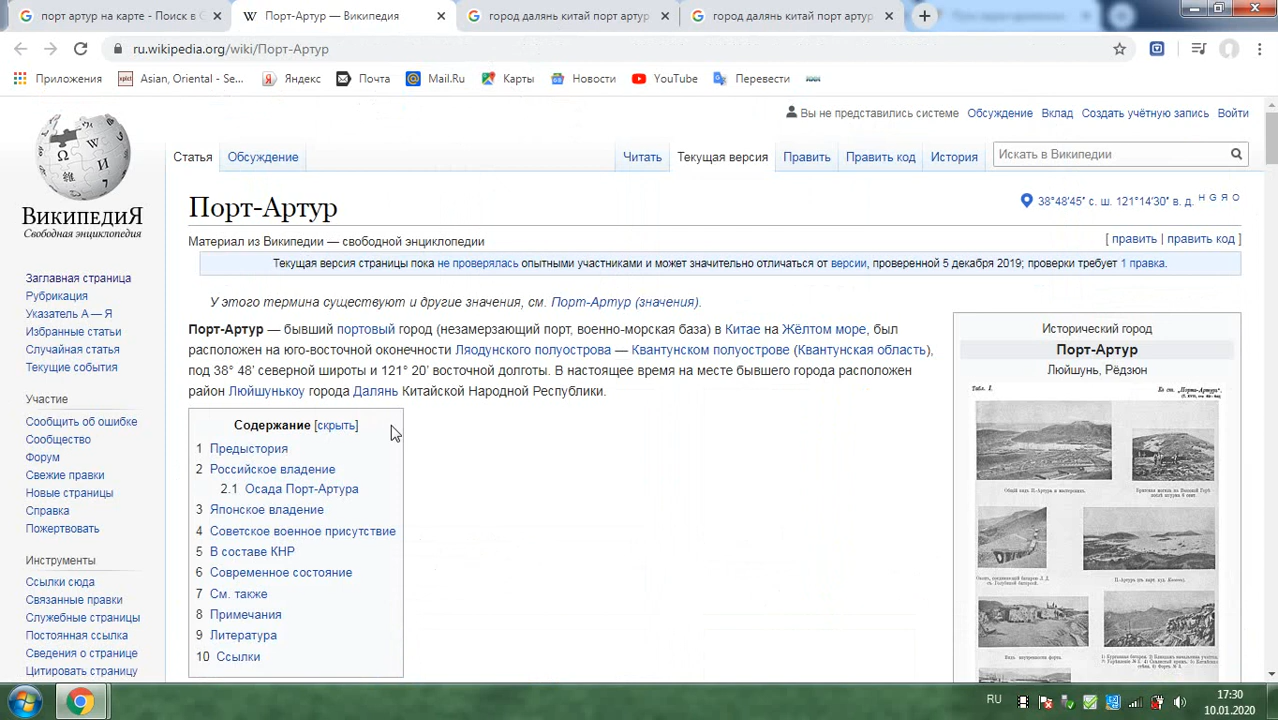 порт артур на карте - Поиск в G
Порт-Артур — Википедия
город далянь китай порт артур
город далянь китай порт артур
ru.wikipedia.org/wiki/Порт-Артур
Приложения
Asian, Oriental - Se...
Яндекс
Почта
Mail.Ru
Карты
Новости
YouTube
Перевести
Вы не представились системе Обсуждение Вклад Создать учётную запись Войти
Статья Обсуждение Читать Текущая версия Править Править код История Искать в Википедии
ВикипедиЯ
Свободная энциклопедия
Порт-Артур
38°48′45″ с. ш. 121°14′30″ в. д. H G Я O
Материал из Википедии — свободной энциклопедии
[ править | править код ]
Текущая версия страницы пока не проверялась опытными участниками и может значительно отличаться от версии, проверенной 5 декабря 2019; проверки требует 1 правка.
У этого термина существуют и другие значения, см. Порт-Артур (значения).
Порт-Артур — бывший портовый город (незамерзающий порт, военно-морская база) в Китае на Жёлтом море, был
расположен на юго-восточной оконечности Ляодунского полуострова — Квантунском полуострове (Квантунская область),
под 38° 48' северной широты и 121° 20' восточной долготы. В настоящее время на месте бывшего города расположен
район Люйшунькоу города Далянь Китайской Народной Республики.
Содержание [скрыть]
1 Предыстория
2 Российское владение
2.1 Осада Порт-Артура
3 Японское владение
4 Советское военное присутствие
5 В составе КНР
6 Современное состояние
7 См. также
8 Примечания
9 Литература
10 Ссылки
Исторический город
Порт-Артур
Люйшунь, Рёдзюн
Табл. I.
Заглавная страница
Рубрикация
Указатель А — Я
Избранные статьи
Случайная статья
Текущие события
Участие
Сообщить об ошибке
Сообщество
Форум
Свежие правки
Новые страницы
Справка
Пожертвовать
Инструменты
Ссылки сюда
Связанные правки
Служебные страницы
Постоянная ссылка
Сведения о странице
Цитировать страницу
RU
17:30
10.01.2020